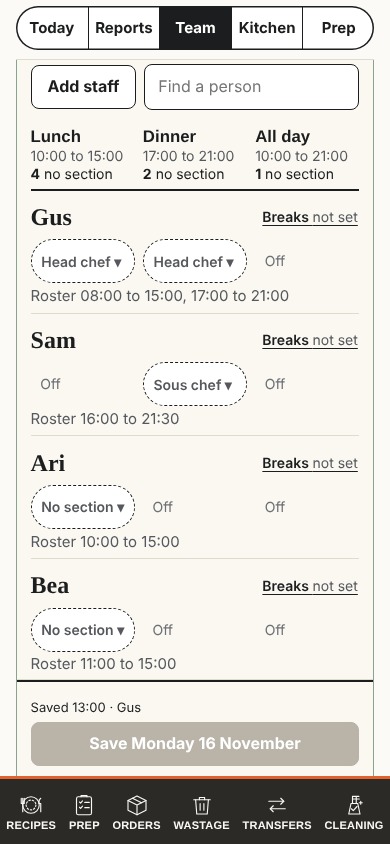 Today Reports Team Kitchen Prep
Add staff Find a person
Lunch Dinner All day
10:00 to 15:00 17:00 to 21:00 10:00 to 21:00
4 no section 2 no section 1 no section
Gus Breaks not set
Head chef ▾ Head chef ▾ Off
Roster 08:00 to 15:00, 17:00 to 21:00
Sam Breaks not set
Off Sous chef ▾ Off
Roster 16:00 to 21:30
Ari Breaks not set
No section ▾ Off Off
Roster 10:00 to 15:00
Bea Breaks not set
No section ▾ Off Off
Roster 11:00 to 15:00
Saved 13:00 · Gus
Save Monday 16 November
RECIPES PREP ORDERS WASTAGE TRANSFERS CLEANING